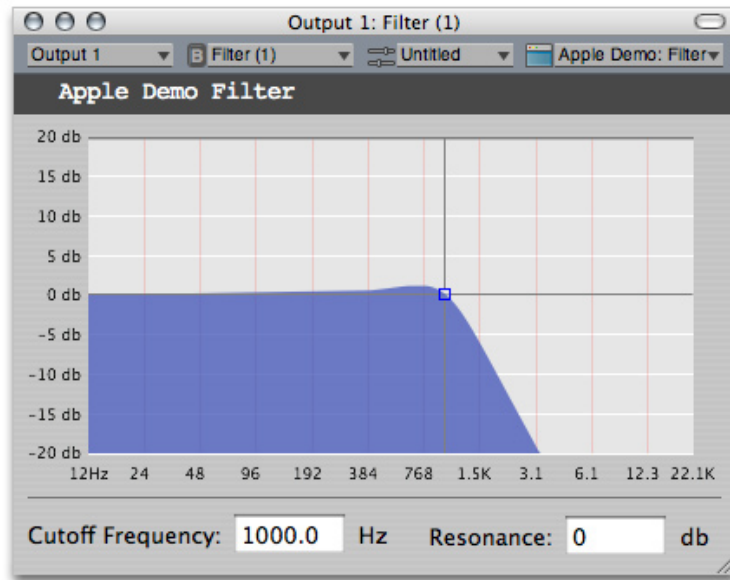 Output 1: Filter (1)
Output 1 B Filter (1) Untitled Apple Demo: Filter
Apple Demo Filter
20 db
15 db
10 db
5 db
0 db
-5 db
-10 db
-15 db
-20 db
12Hz 24 48 96 192 384 768 1.5K 3.1 6.1 12.3 22.1K
Cutoff Frequency: 1000.0 Hz Resonance: 0 db